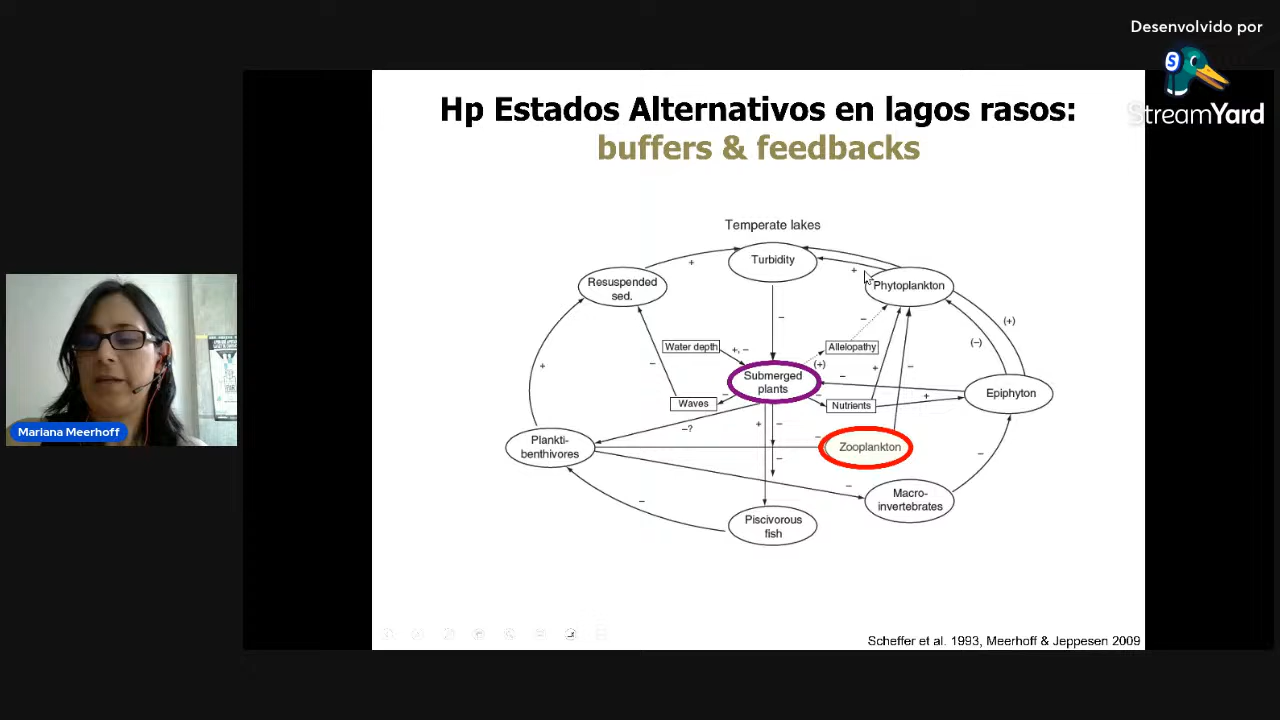 Desenvolvido por
StreamYard
Hp Estados Alternativos en lagos rasos:
buffers & feedbacks
Temperate lakes
Turbidity
Resuspended
sed.
Phytoplankton
+
+
(+)
–
–
(–)
Water depth
+, –
Allelopathy
+
–
(+)
–
+
–
Submerged
plants
Epiphyton
–
–
+
Waves
Nutrients
–?
+
–
–
Plankti-
benthivores
Zooplankton
–
–
–
–
Macro-
invertebrates
Piscivorous
fish
Mariana Meerhoff
Scheffer et al. 1993, Meerhoff & Jeppesen 2009